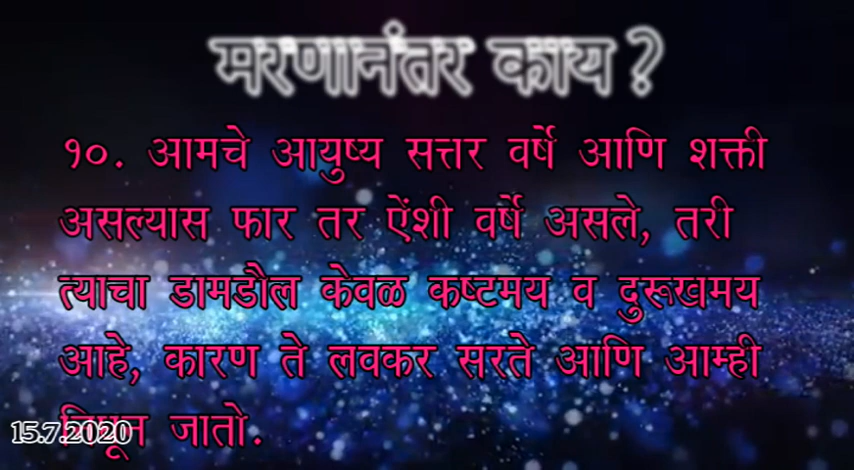 मरणानंतर काय ?
१०. आमचे आयुष्य सत्तर वर्षे आणि शक्ती
असल्यास फार तर ऐंशी वर्षे असले, तरी
त्याचा डामडौल केवळ कष्टमय व दुरूखमय
आहे, कारण ते लवकर सरते आणि आम्ही
जातो.
15.7.2020